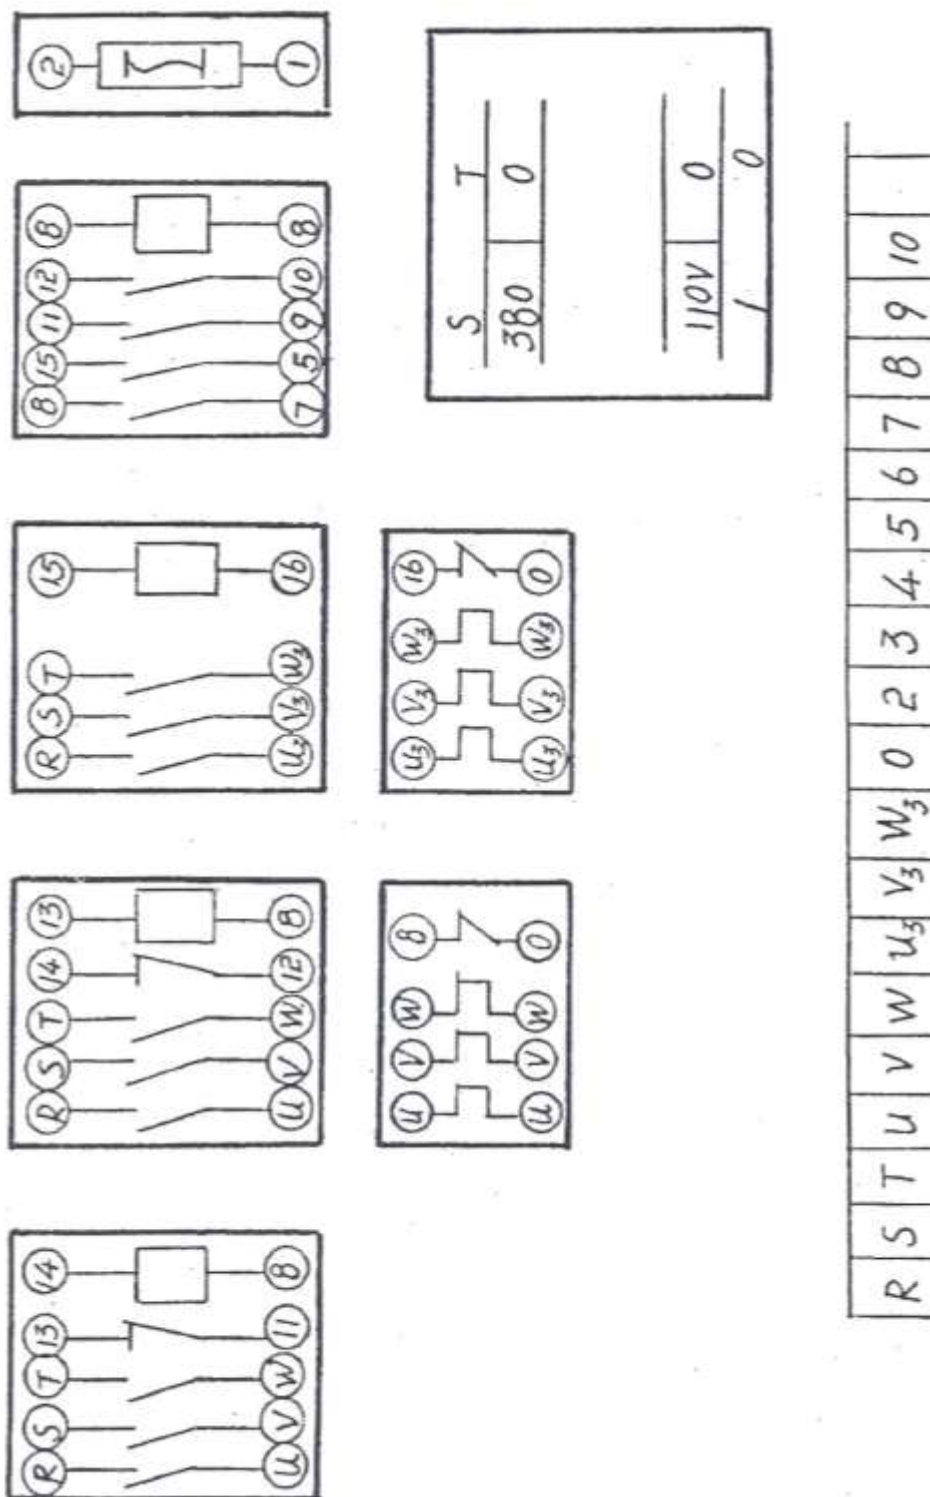 R S T 13 14 R S T 14 13 R S T 15 8 15 11 12 8 2
U V W 11 8 U V W 12 8 U₃ V₃ W₃ 16 7 5 9 10 8 1
U V W 8 U₃ V₃ W₃ 16
U V W 0 U₃ V₃ W₃ 0
S T
380 0
110V 0
1 0
R S T U V W U₃ V₃ W₃ 0 2 3 4 5 6 7 8 9 10